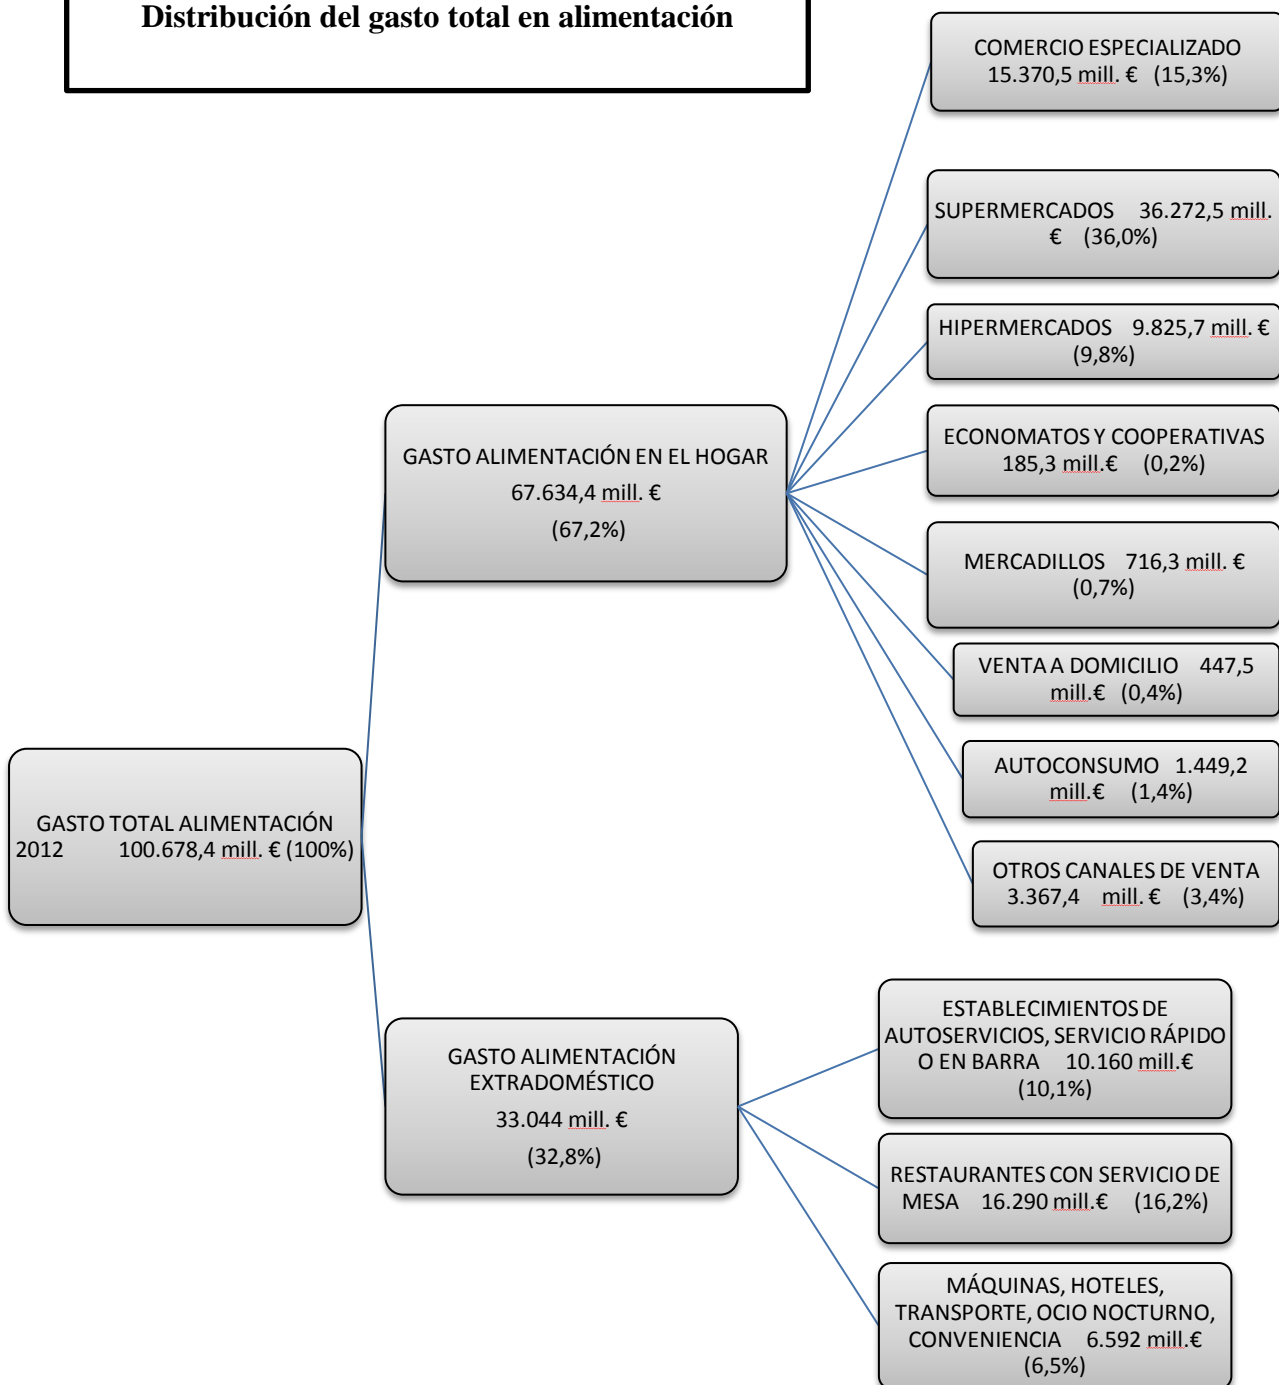 Distribución del gasto total en alimentación
GASTO TOTAL ALIMENTACIÓN
2012 100.678,4 mill. € (100%)
GASTO ALIMENTACIÓN EN EL HOGAR
67.634,4 mill. €
(67,2%)
COMERCIO ESPECIALIZADO
15.370,5 mill. € (15,3%)
SUPERMERCADOS 36.272,5 mill.
€ (36,0%)
HIPERMERCADOS 9.825,7 mill. €
(9,8%)
ECONOMATOS Y COOPERATIVAS
185,3 mill.€ (0,2%)
MERCADILLOS 716,3 mill. €
(0,7%)
VENTA A DOMICILIO 447,5
mill.€ (0,4%)
AUTOCONSUMO 1.449,2
mill.€ (1,4%)
OTROS CANALES DE VENTA
3.367,4 mill. € (3,4%)
GASTO ALIMENTACIÓN
EXTRADOMÉSTICO
33.044 mill. €
(32,8%)
ESTABLECIMIENTOS DE
AUTOSERVICIOS, SERVICIO RÁPIDO
O EN BARRA 10.160 mill.€
(10,1%)
RESTAURANTES CON SERVICIO DE
MESA 16.290 mill.€ (16,2%)
MÁQUINAS, HOTELES,
TRANSPORTE, OCIO NOCTURNO,
CONVENIENCIA 6.592 mill.€
(6,5%)